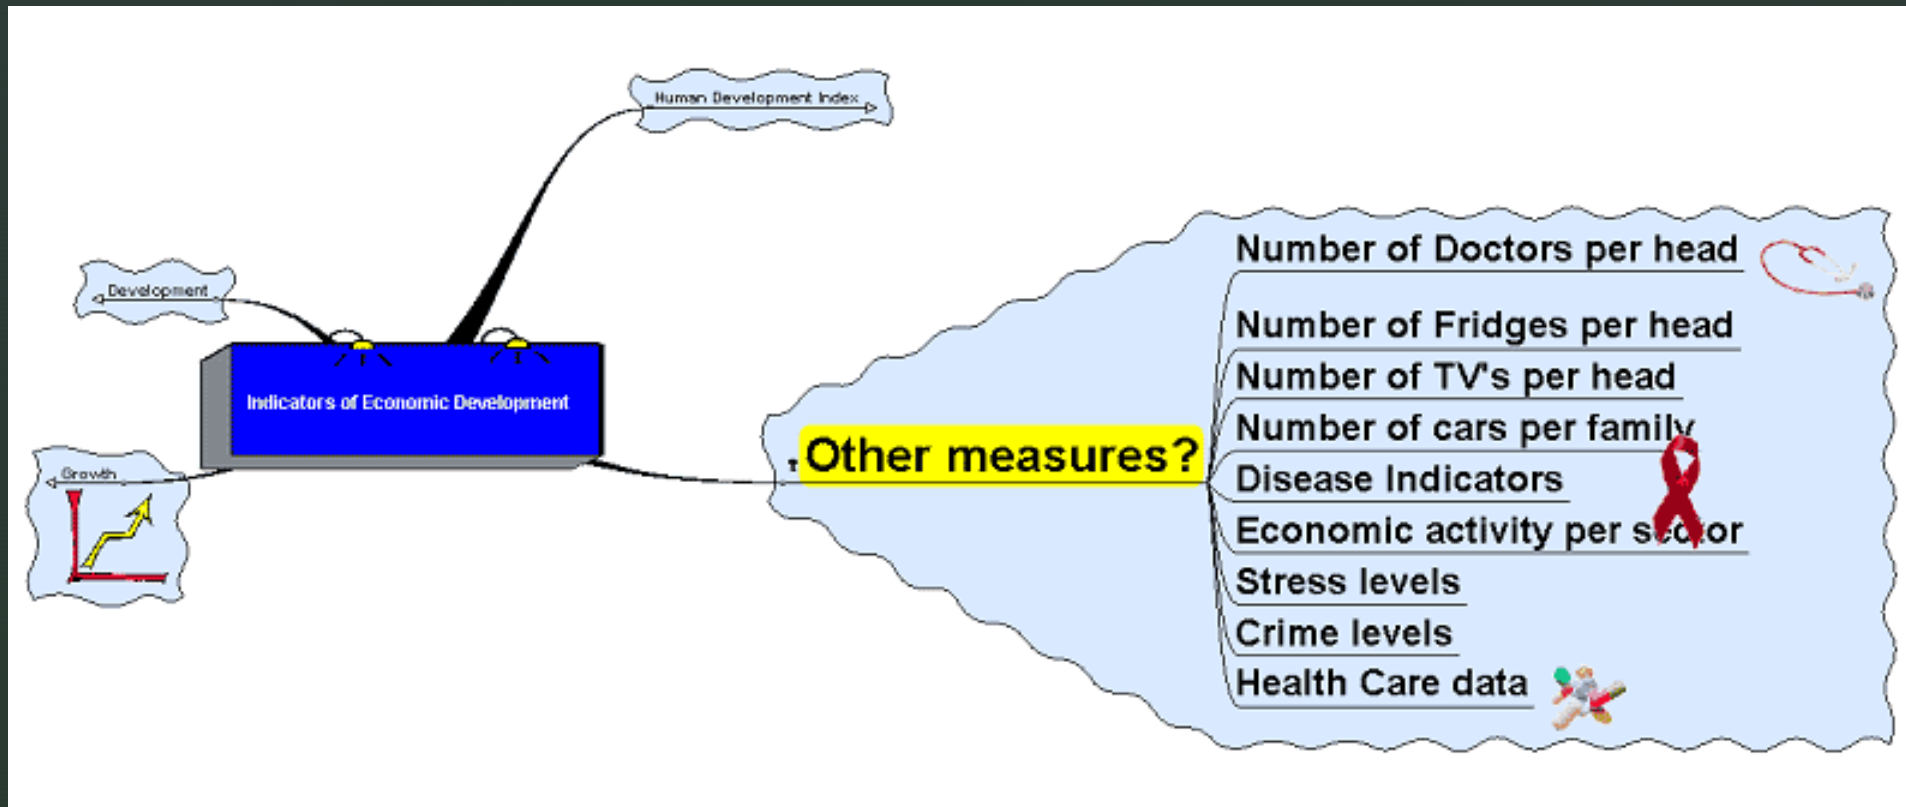 Human Development Index
Development
Indicators of Economic Development
Growth
Other measures?
Number of Doctors per head
Number of Fridges per head
Number of TV's per head
Number of cars per family
Disease Indicators
Economic activity per sector
Stress levels
Crime levels
Health Care data